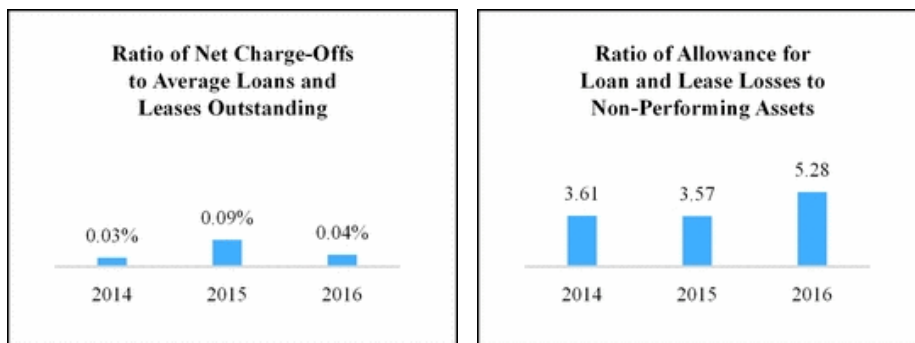 Ratio of Net Charge-Offs
to Average Loans and
Leases Outstanding
0.03%
0.09%
0.04%
2014
2015
2016
Ratio of Allowance for
Loan and Lease Losses to
Non-Performing Assets
3.61
3.57
5.28
2014
2015
2016